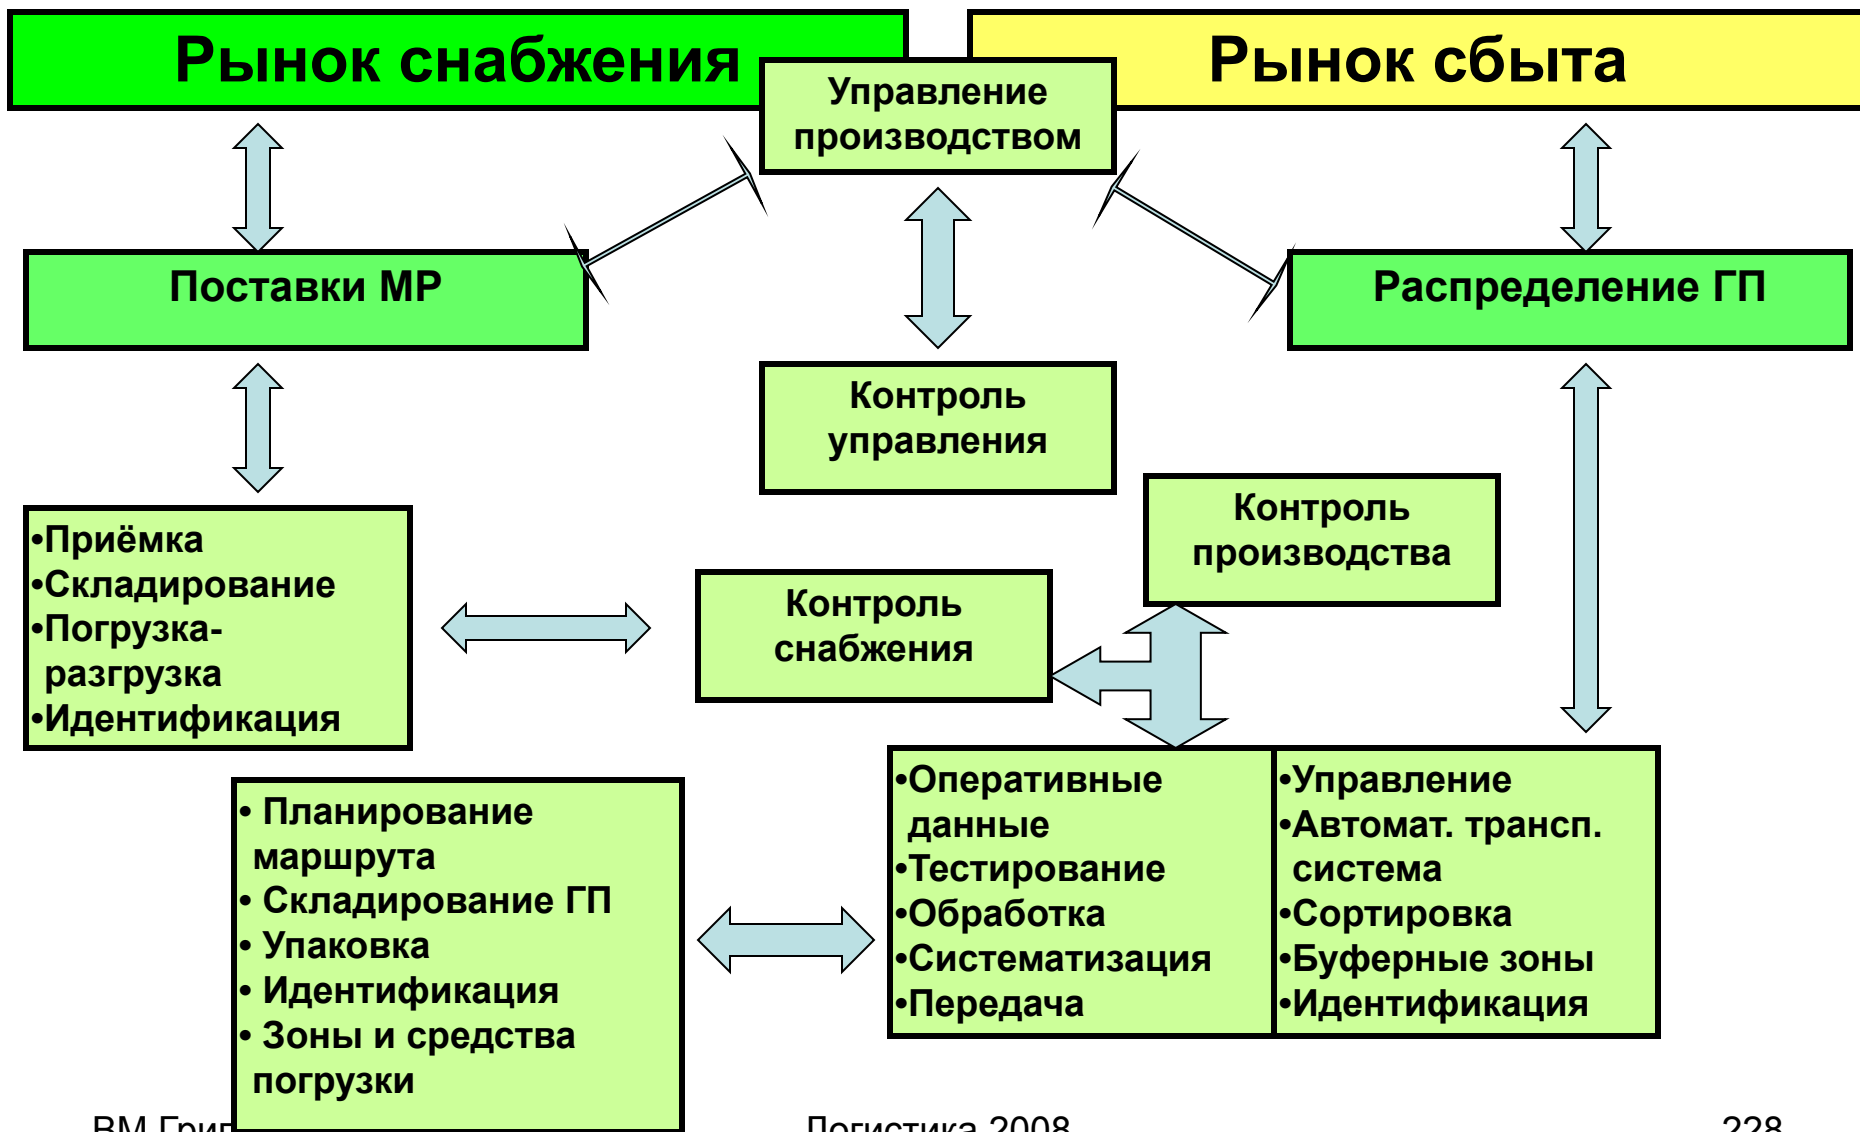 Рынок снабжения
Рынок сбыта
Управление
производством
Поставки МР
Распределение ГП
Контроль
управления
Контроль
производства
•Приёмка
•Складирование
•Погрузка-
разгрузка
•Идентификация
Контроль
снабжения
• Планирование
маршрута
• Складирование ГП
• Упаковка
• Идентификация
• Зоны и средства
погрузки
•Оперативные
данные
•Тестирование
•Обработка
•Систематизация
•Передача
•Управление
•Автомат. трансп.
система
•Сортировка
•Буферные зоны
•Идентификация
ВМ
Логистика 2008
228